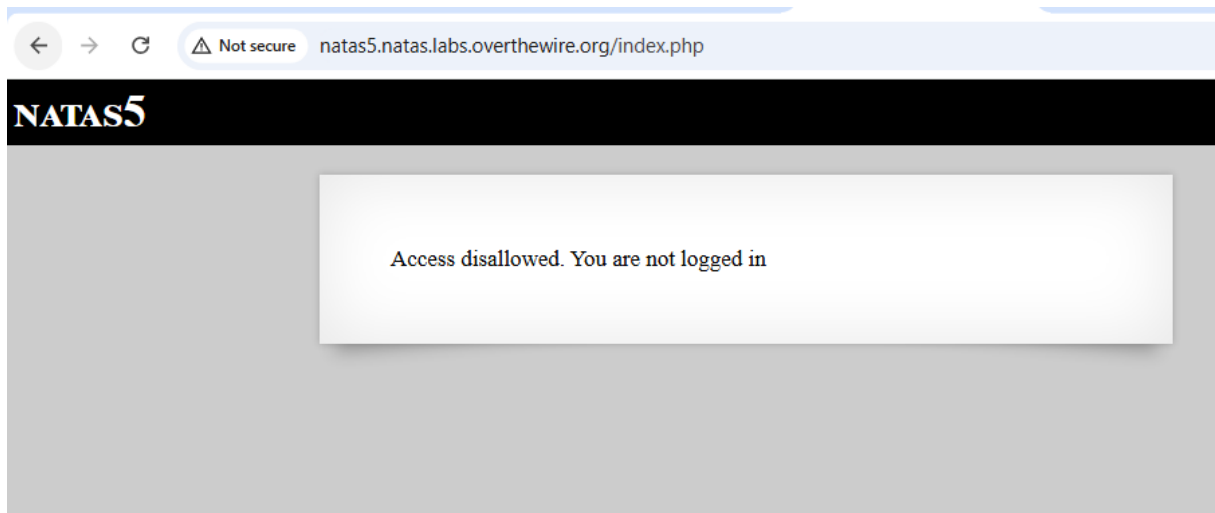 Not secure natas5.natas.labs.overthewire.org/index.php
NATAS5
Access disallowed. You are not logged in